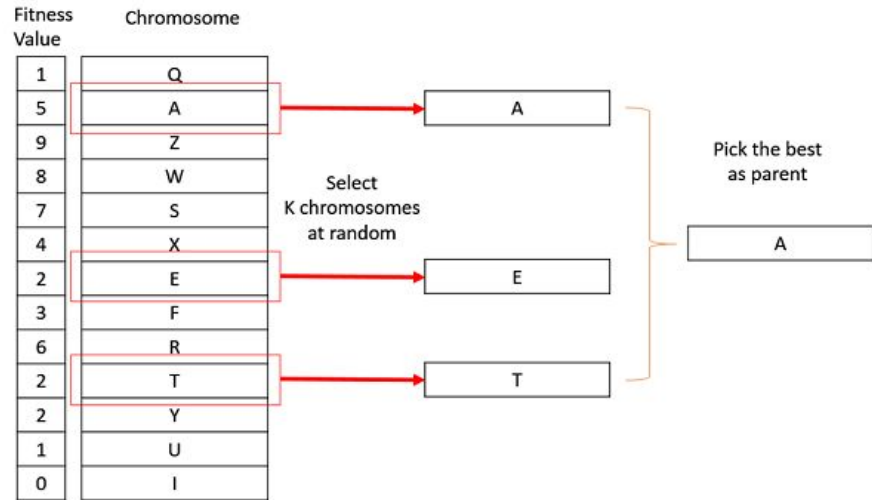 Fitness
Value
Chromosome
1 Q
5 A
9 Z
8 W
7 S
4 X
2 E
3 F
6 R
2 T
2 Y
1 U
0 I
Select
K chromosomes
at random
A
E
T
Pick the best
as parent
A